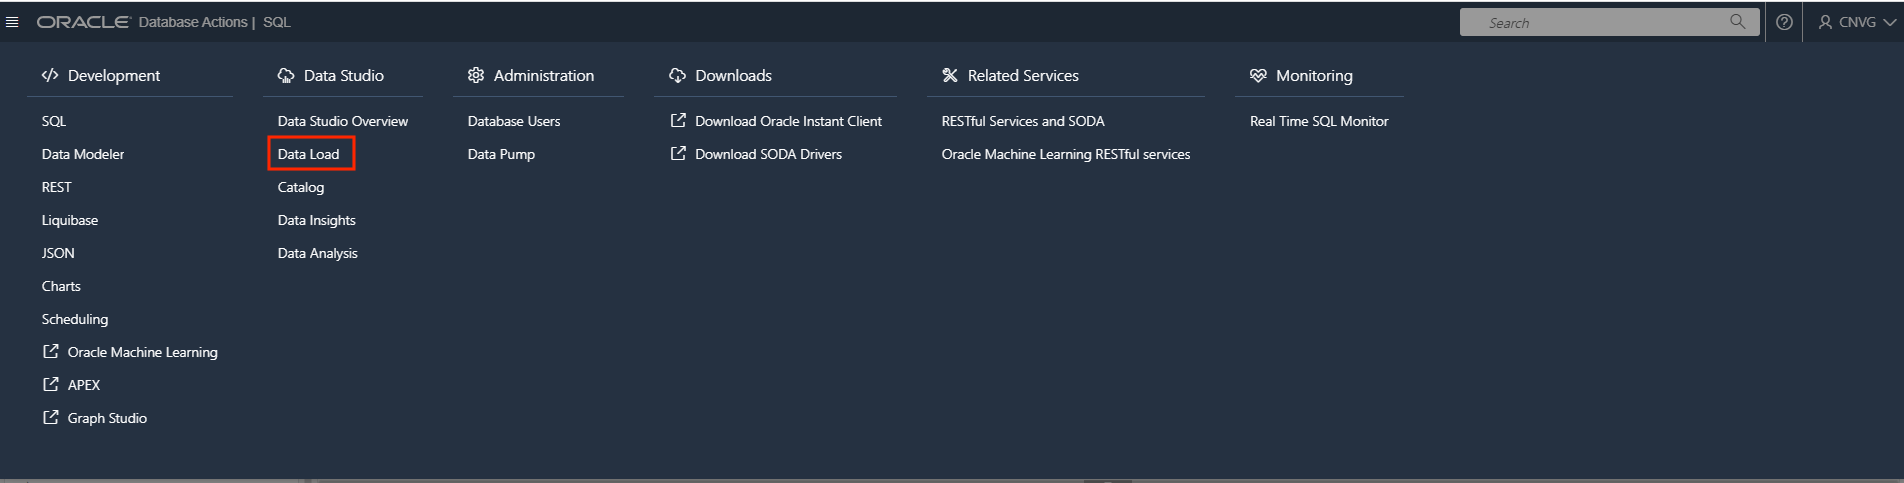 ORACLE Database Actions | SQL
Search
CNVG
Development
SQL
Data Modeler
REST
Liquibase
JSON
Charts
Scheduling
Oracle Machine Learning
APEX
Graph Studio
Data Studio
Data Studio Overview
Data Load
Catalog
Data Insights
Data Analysis
Administration
Database Users
Data Pump
Downloads
Download Oracle Instant Client
Download SODA Drivers
Related Services
RESTful Services and SODA
Oracle Machine Learning RESTful services
Monitoring
Real Time SQL Monitor